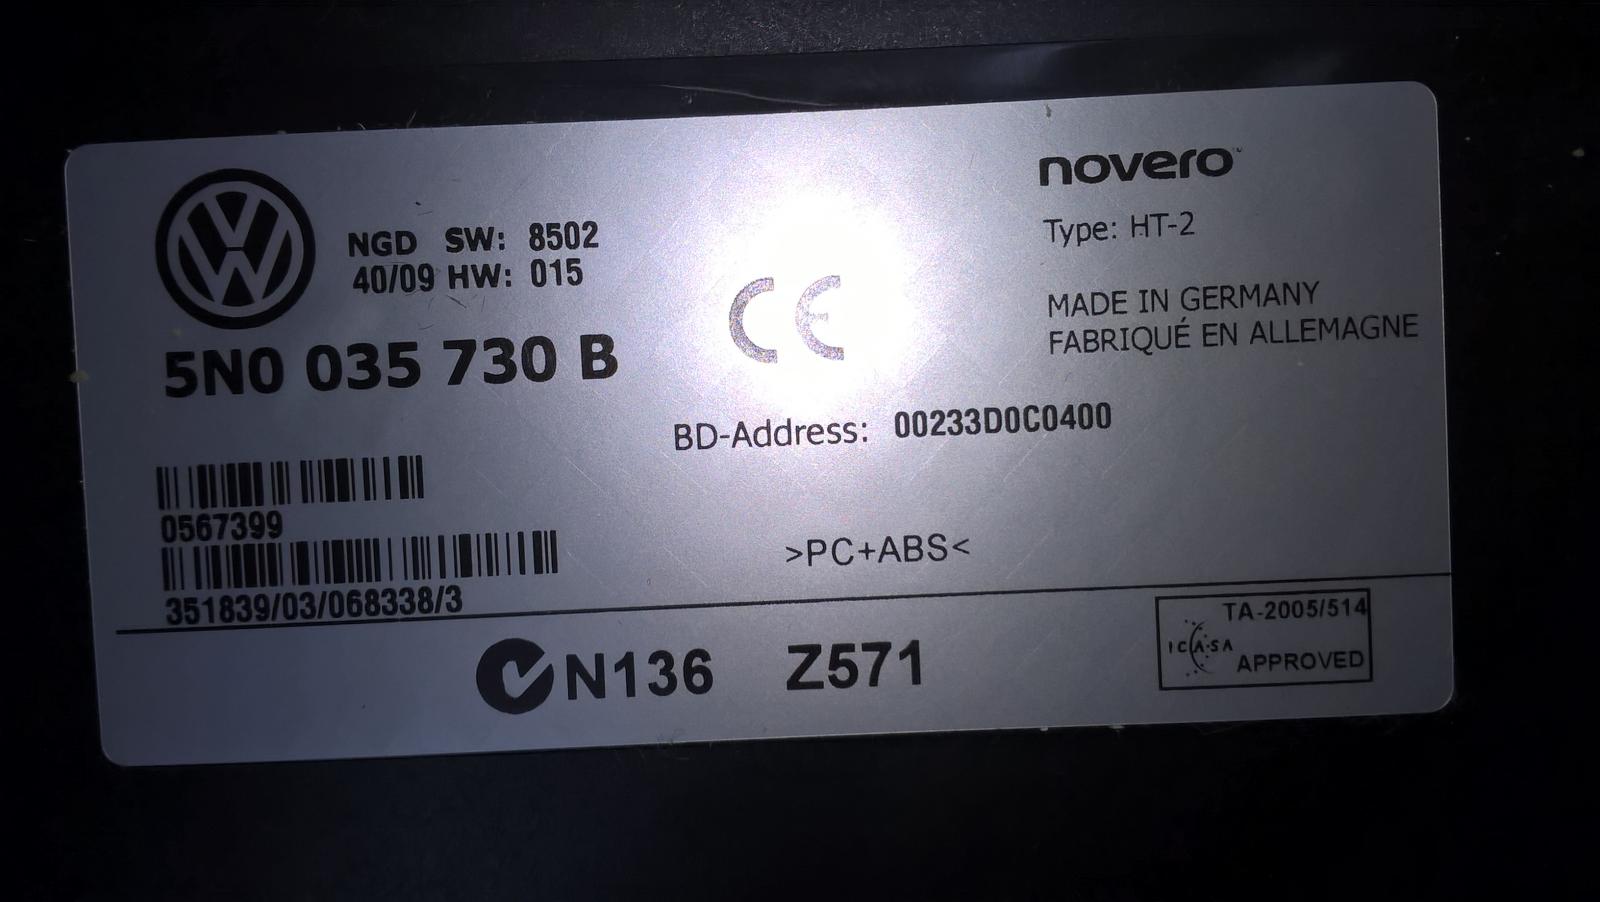 NGD SW: 8502
40/09 HW: 015
5N0 035 730 B
novero™
Type: HT-2
MADE IN GERMANY
FABRIQUÉ EN ALLEMAGNE
CE
BD-Address: 00233D0C0400
0567399
351839/03/068338/3
>PC+ABS<
N136 Z571
TA-2005/514
ICASA
APPROVED